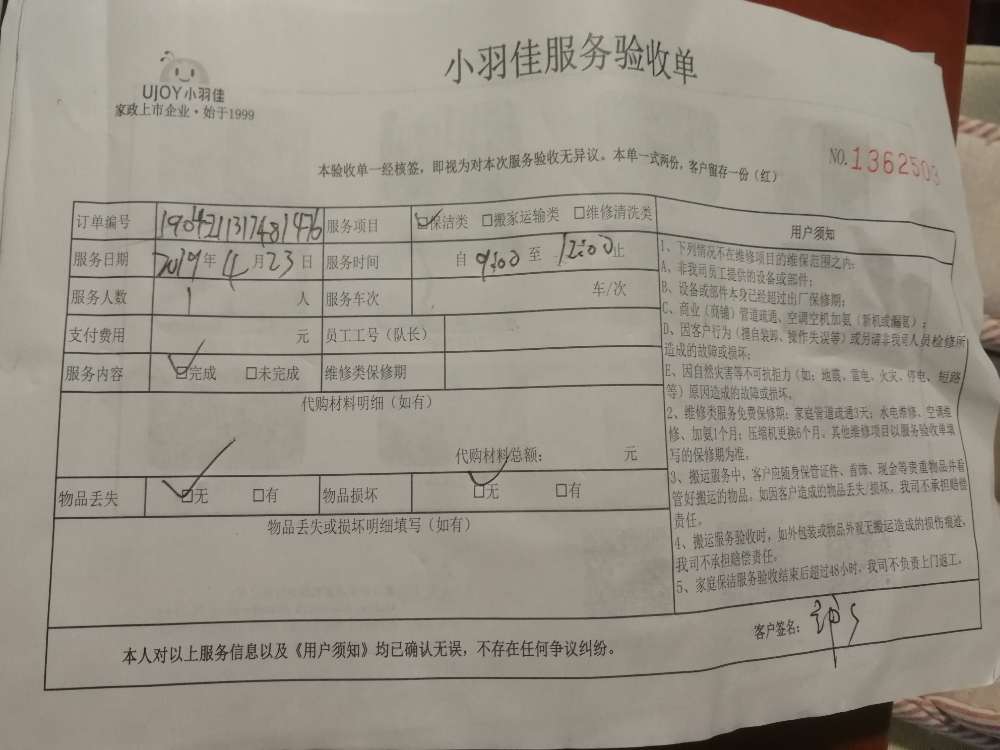 小羽佳服务验收单
UJOY小羽佳
家政上市企业·始于1999
本验收单一经核签，即视为对本次服务验收无异议。本单一式两份，客户留存一份（红）
NO.1362503
订单编号 服务项目 ☑保洁类 □搬家运输类 □维修清洗类
服务日期 2019年4月23日 服务时间 自9:00至12:00止
服务人数 1人 服务车次 车/次
支付费用 元 员工工号（队长）
服务内容 ☑完成 □未完成 维修类保修期
代购材料明细（如有）
代购材料总额： 元
物品丢失 ☑无 □有 物品损坏 ☑无 □有
物品丢失或损坏明细填写（如有）
用户须知
1、下列情况不在维修项目的维保范围之内：
A、非我司员工提供的设备或部件；
B、设备或部件本身已经超过出厂保修期；
C、商业（商铺）管道疏通、空调空机加氨（新机或漏氨）；
D、因客户行为（擅自装卸、操作失误等）或另请非我司人员检修所
造成的故障或损坏；
E、因自然灾害等不可抗拒力（如：地震、雷电、火灾、停电、短路
等）原因造成的故障或损坏。
2、维修类服务免费保修期：家庭管道疏通3天；水电维修、空调维
修、加氨1个月；压缩机更换6个月。其他维修项目以服务验收单填
写的保修期为准。
3、搬运服务中，客户应随身保管证件、首饰、现金等贵重物品并看
管好搬运的物品。如因客户造成的物品丢失/损坏，我司不承担赔偿
责任。
4、搬运服务验收时，如外包装或物品外观无搬运造成的损伤痕迹，
我司不承担赔偿责任。
5、家庭保洁服务验收结束后超过48小时，我司不负责上门返工。
本人对以上服务信息以及《用户须知》均已确认无误，不存在任何争议纠纷。
客户签名：